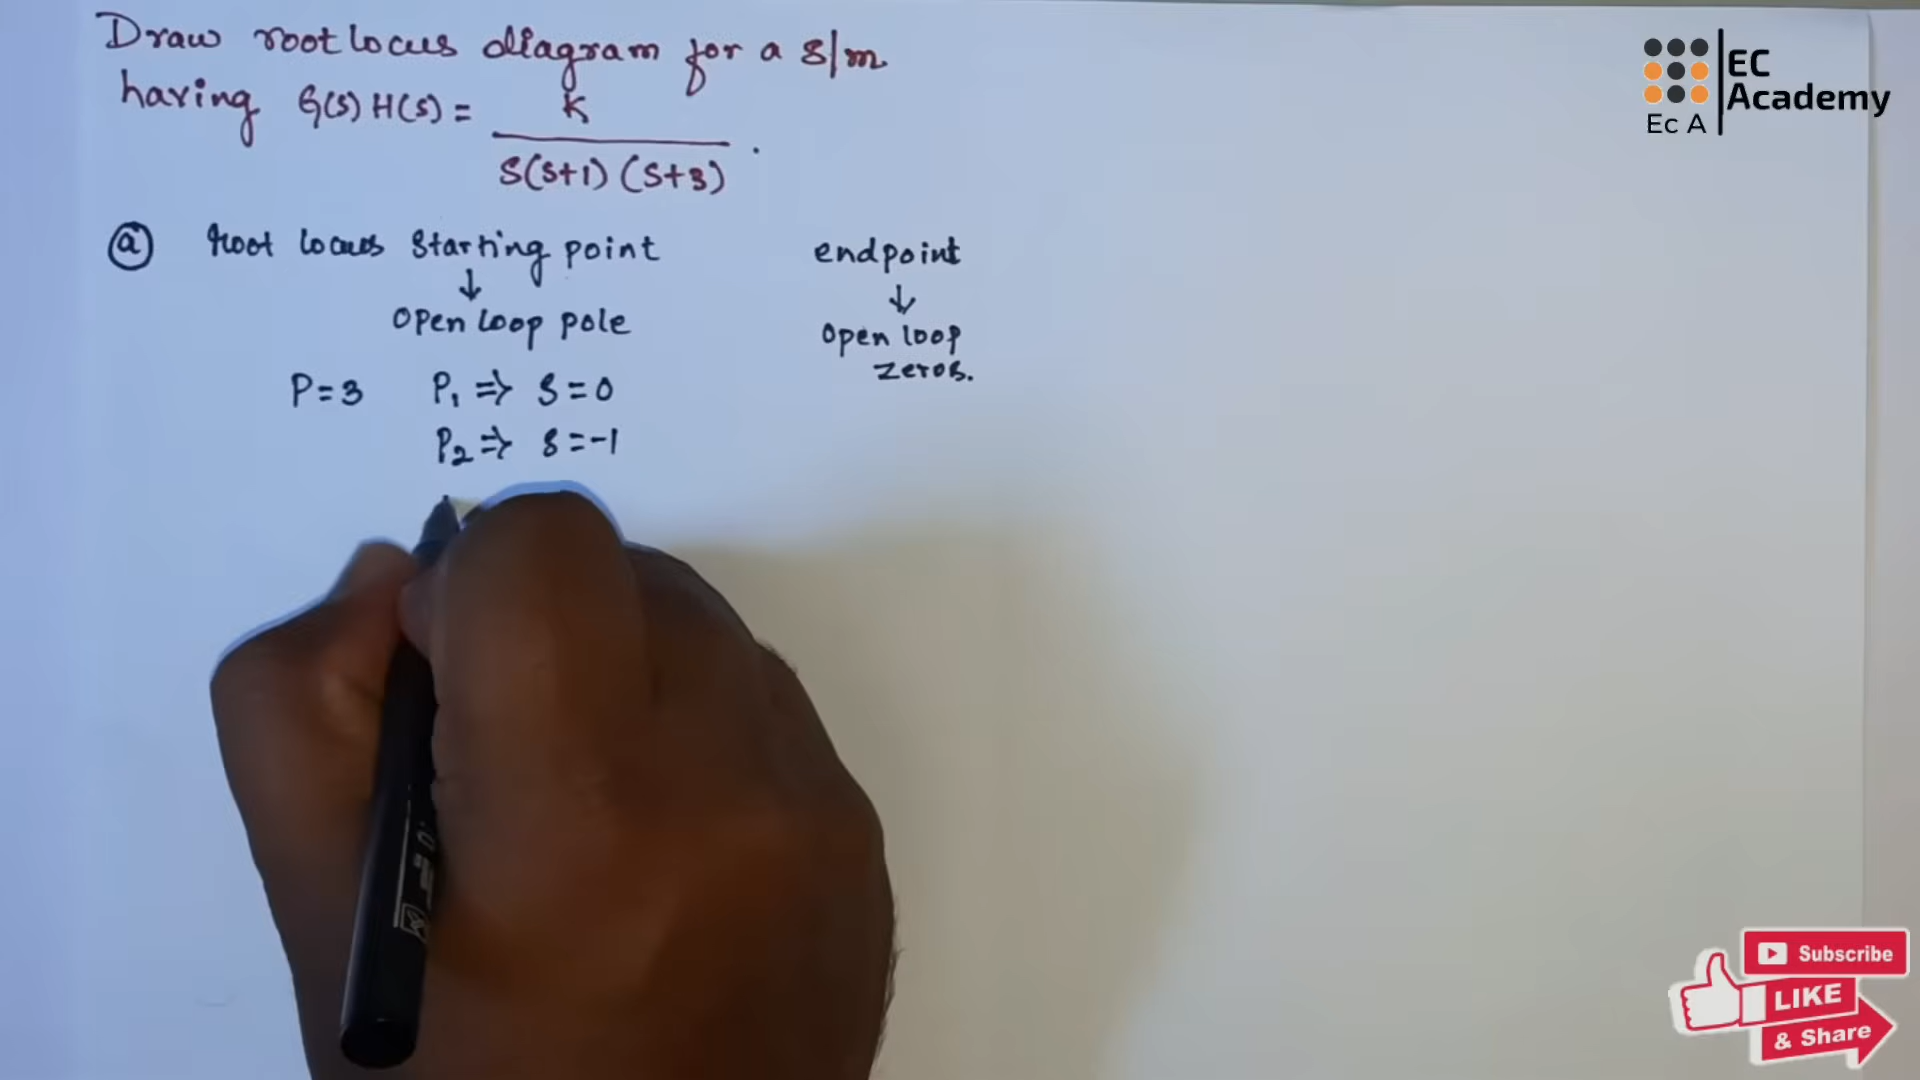 Draw root locus diagram for a s/m
having G(s) H(s) = K
S(S+1) (S+3) .
EC
Academy
Ec A
a Root locus Starting point endpoint
↓ ↓
Open loop pole Open loop
zeros.
P=3 P₁ => S=0
P₂ => S=-1
Subscribe
LIKE
& Share